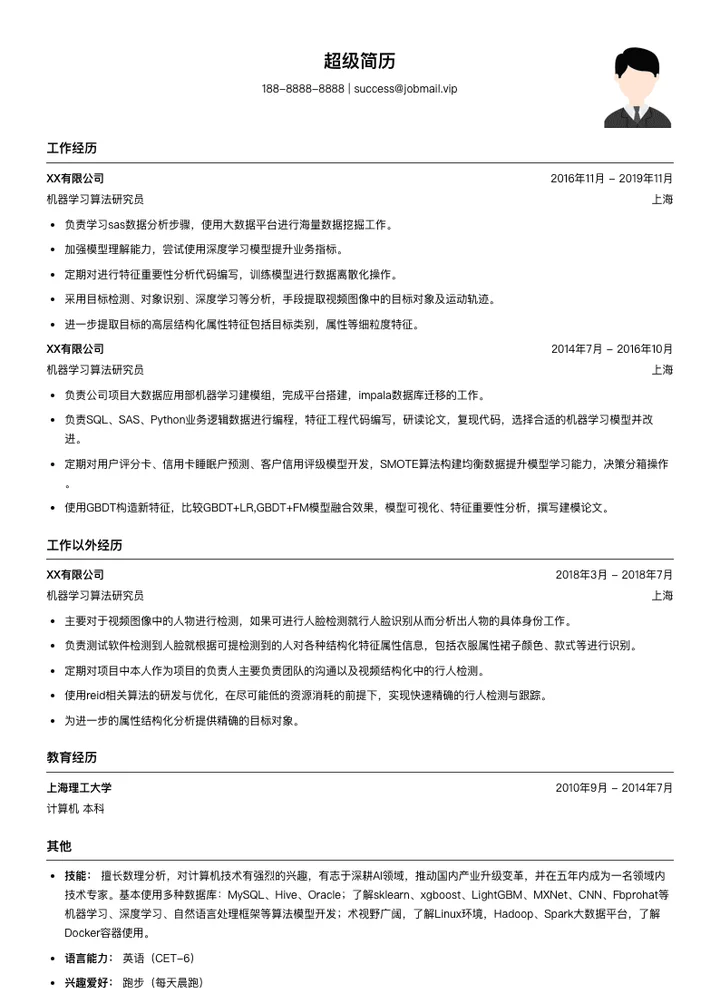 超级简历
188-8888-8888 | success@jobmail.vip
工作经历
XX有限公司 2016年11月 - 2019年11月
机器学习算法研究员 上海
• 负责学习sas数据分析步骤，使用大数据平台进行海量数据挖掘工作。
• 加强模型理解能力，尝试使用深度学习模型提升业务指标。
• 定期对进行特征重要性分析代码编写，训练模型进行数据离散化操作。
• 采用目标检测、对象识别、深度学习等分析，手段提取视频图像中的目标对象及运动轨迹。
• 进一步提取目标的高层结构化属性特征包括目标类别，属性等细粒度特征。
XX有限公司 2014年7月 - 2016年10月
机器学习算法研究员 上海
• 负责公司项目大数据应用部机器学习建模组，完成平台搭建，impala数据库迁移的工作。
• 负责SQL、SAS、Python业务逻辑数据进行编程，特征工程代码编写，研读论文，复现代码，选择合适的机器学习模型并改
进。
• 定期对用户评分卡、信用卡睡眠户预测、客户信用评级模型开发，SMOTE算法构建均衡数据提升模型学习能力，决策分箱操作
。
• 使用GBDT构造新特征，比较GBDT+LR,GBDT+FM模型融合效果，模型可视化、特征重要性分析，撰写建模论文。
工作以外经历
XX有限公司 2018年3月 - 2018年7月
机器学习算法研究员 上海
• 主要对于视频图像中的人物进行检测，如果可进行人脸检测就行人脸识别从而分析出人物的具体身份工作。
• 负责测试软件检测到人脸就根据可提检测到的人对各种结构化特征属性信息，包括衣服属性裙子颜色、款式等进行识别。
• 定期对项目中本人作为项目的负责人主要负责团队的沟通以及视频结构化中的行人检测。
• 使用reid相关算法的研发与优化，在尽可能低的资源消耗的前提下，实现快速精确的行人检测与跟踪。
• 为进一步的属性结构化分析提供精确的目标对象。
教育经历
上海理工大学 2010年9月 - 2014年7月
计算机 本科
其他
• 技能： 擅长数理分析，对计算机技术有强烈的兴趣，有志于深耕AI领域，推动国内产业升级变革，并在五年内成为一名领域内
技术专家。基本使用多种数据库：MySQL、Hive、Oracle；了解sklearn、xgboost、LightGBM、MXNet、CNN、Fbprohat等
机器学习、深度学习、自然语言处理框架等算法模型开发；术视野广阔，了解Linux环境，Hadoop、Spark大数据平台，了解
Docker容器使用。
• 语言能力： 英语（CET-6）
• 兴趣爱好： 跑步（每天晨跑）